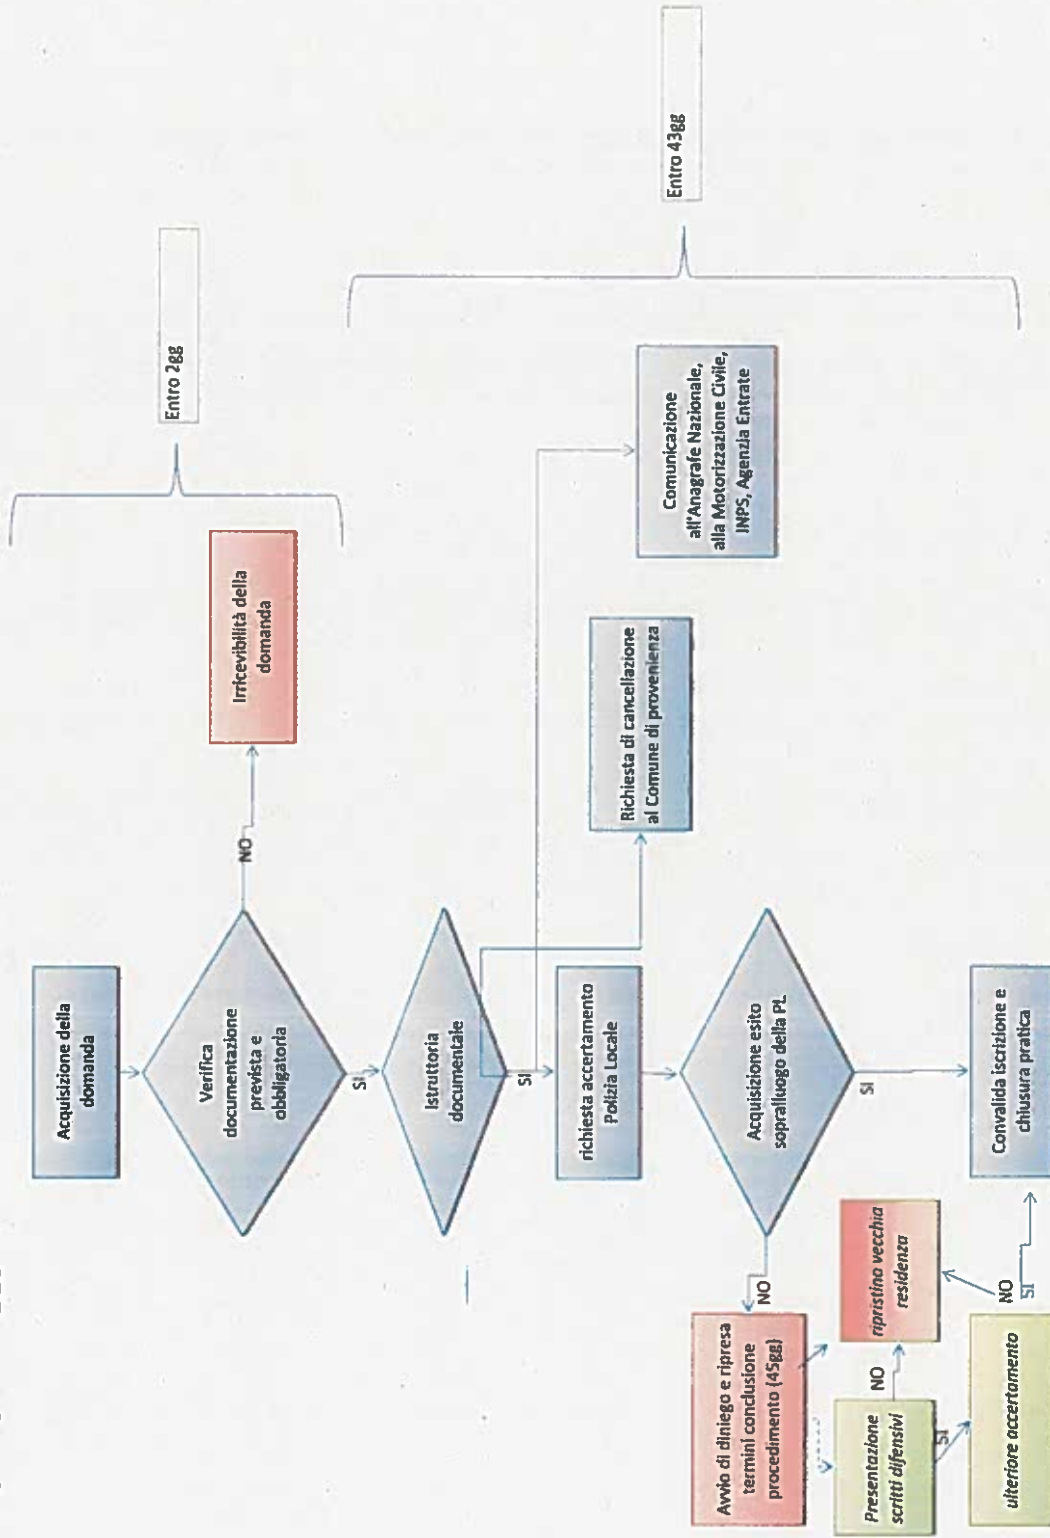 Acquisizione della
domanda
Verifica
documentazione
prevista e
obbligatoria
NO
Irricevibilità della
domanda
Entro 2gg
SI
Istruttoria
documentale
SI
richiesta accertamento
Polizia Locale
Richiesta di cancellazione
al Comune di provenienza
Comunicazione
all'Anagrafe Nazionale,
alla Motorizzazione Civile,
INPS, Agenzia Entrate
Entro 43gg
Acquisizione esito
sopralluogo della PL
SI
Convalida iscrizione e
chiusura pratica
NO
Avvio di diniego e ripresa
termini conclusione
procedimento (45gg)
ripristino vecchia
residenza
Presentazione
scritti difensivi
NO
SI
ulteriore accertamento
NO
SI